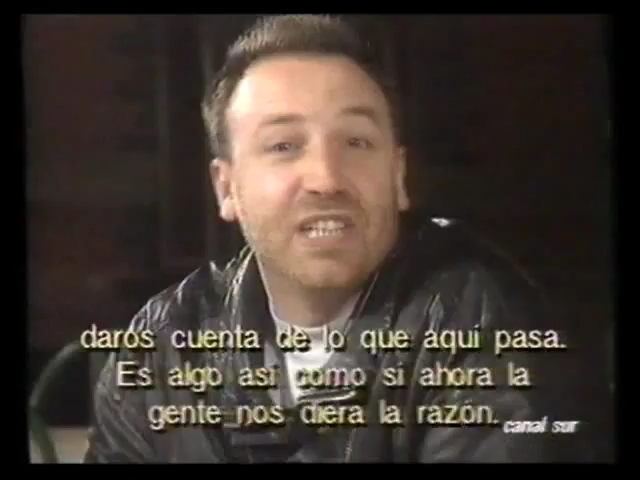 daros cuenta de lo que aquí pasa.
Es algo así como si ahora la
gente nos diera la razón.
canal sur